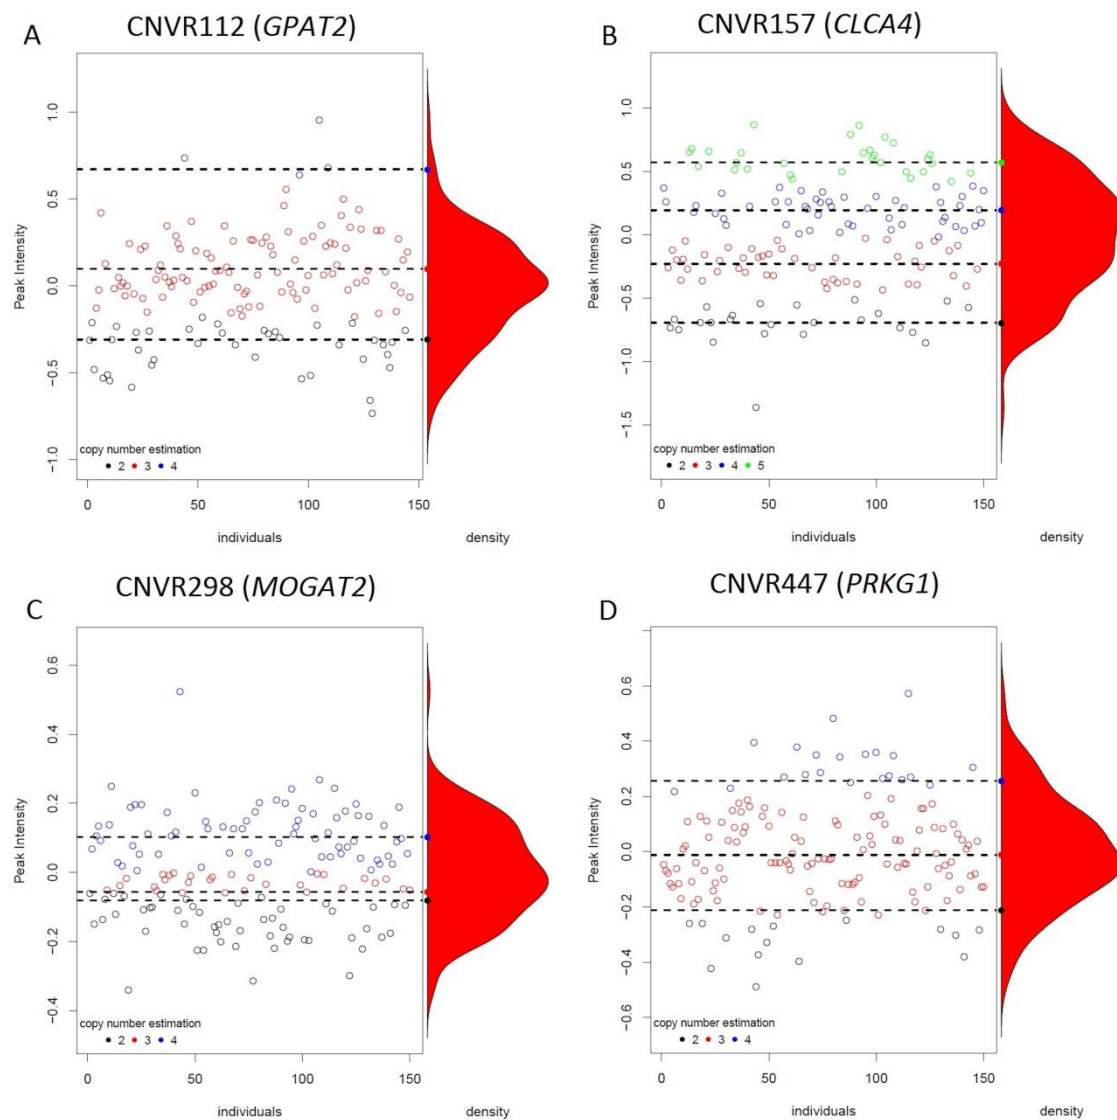 A
CNVR112 (GPAT2)
Peak Intensity
1.0
0.5
0.0
−0.5
−1.0
copy number estimation
2 3 4
0 50 100 150
individuals density
B
CNVR157 (CLCA4)
Peak Intensity
1.0
0.5
0.0
−0.5
−1.0
−1.5
copy number estimation
2 3 4 5
0 50 100 150
individuals density
C
CNVR298 (MOGAT2)
Peak Intensity
0.6
0.4
0.2
0.0
−0.2
−0.4
copy number estimation
2 3 4
0 50 100 150
individuals density
D
CNVR447 (PRKG1)
Peak Intensity
0.6
0.4
0.2
0.0
−0.2
−0.4
−0.6
copy number estimation
2 3 4
0 50 100 150
individuals density